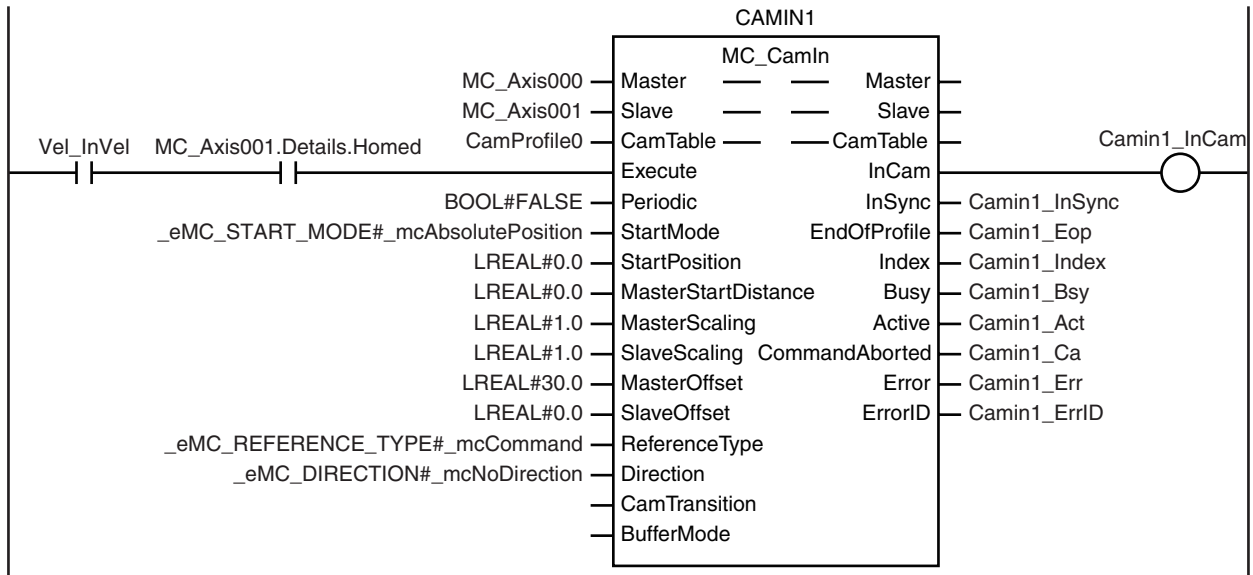 CAMIN1
MC_CamIn
MC_Axis000 Master Master
MC_Axis001 Slave Slave
CamProfile0 CamTable CamTable
Vel_InVel MC_Axis001.Details.Homed Execute InCam Camin1_InCam
BOOL#FALSE Periodic InSync Camin1_InSync
_eMC_START_MODE#_mcAbsolutePosition StartMode EndOfProfile Camin1_Eop
LREAL#0.0 StartPosition Index Camin1_Index
LREAL#0.0 MasterStartDistance Busy Camin1_Bsy
LREAL#1.0 MasterScaling Active Camin1_Act
LREAL#1.0 SlaveScaling CommandAborted Camin1_Ca
LREAL#30.0 MasterOffset Error Camin1_Err
LREAL#0.0 SlaveOffset ErrorID Camin1_ErrID
_eMC_REFERENCE_TYPE#_mcCommand ReferenceType
_eMC_DIRECTION#_mcNoDirection Direction
CamTransition
BufferMode